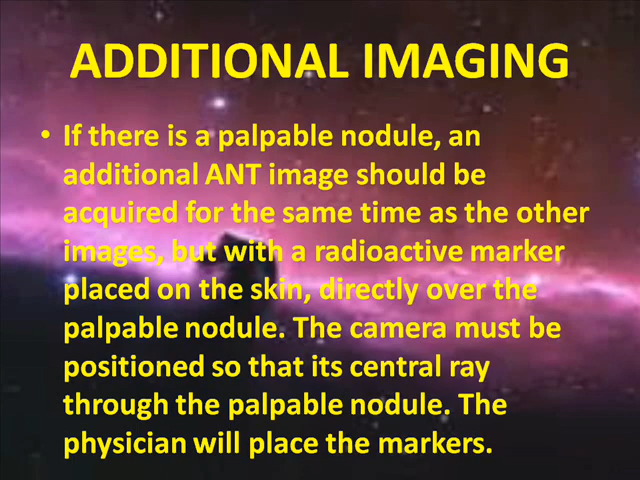 ADDITIONAL IMAGING
• If there is a palpable nodule, an
additional ANT image should be
acquired for the same time as the other
images, but with a radioactive marker
placed on the skin, directly over the
palpable nodule. The camera must be
positioned so that its central ray
through the palpable nodule. The
physician will place the markers.